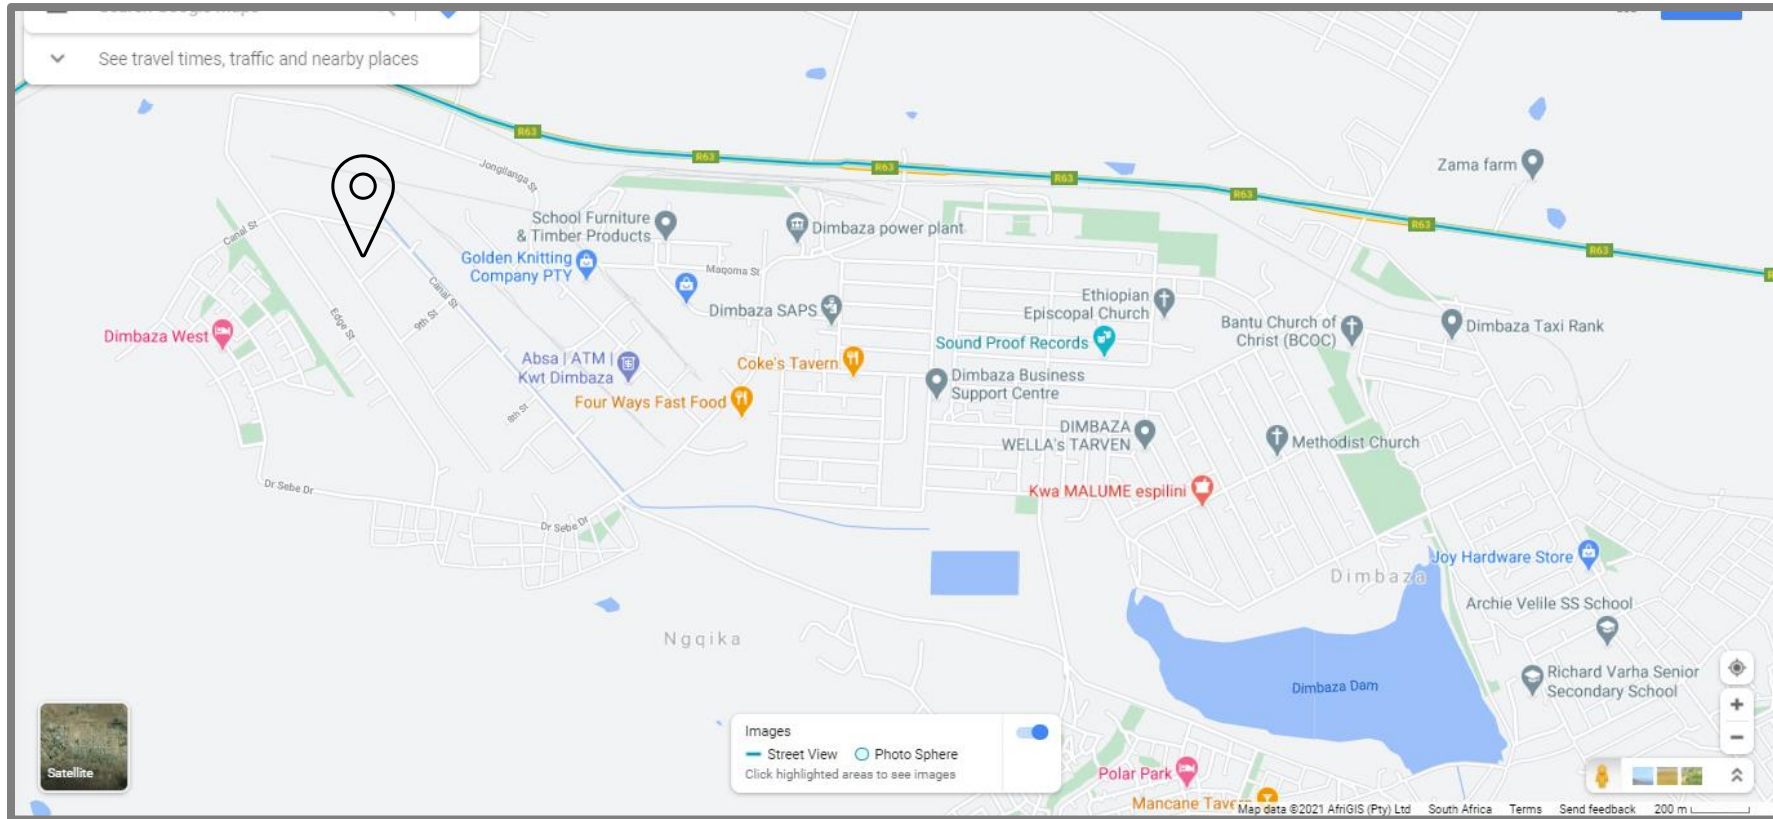 See travel times, traffic and nearby places
R63
R63
R63
R63
R63
R63
R63
Zama farm
Jongilanga St
School Furniture
& Timber Products
Dimbaza power plant
Canal St
Golden Knitting
Company PTY
Maqoma St
Canal St
Edge St
9th St
Dimbaza SAPS
Ethiopian
Episcopal Church
Bantu Church of
Christ (BCOC)
Dimbaza Taxi Rank
Dimbaza West
Sound Proof Records
Absa | ATM |
Kwt Dimbaza
Coke's Tavern
Dimbaza Business
Support Centre
Four Ways Fast Food
8th St
DIMBAZA
WELLA's TARVEN
Methodist Church
Dr Sebe Dr
Kwa MALUME espilini
Dr Sebe Dr
Joy Hardware Store
Dimbaza
Archie Velile SS School
Ngqika
Richard Varha Senior
Secondary School
Dimbaza Dam
Images
Street View
Photo Sphere
Click highlighted areas to see images
Satellite
Polar Park
Mancane Tave
Map data ©2021 AfriGIS (Pty) Ltd South Africa Terms Send feedback 200 m